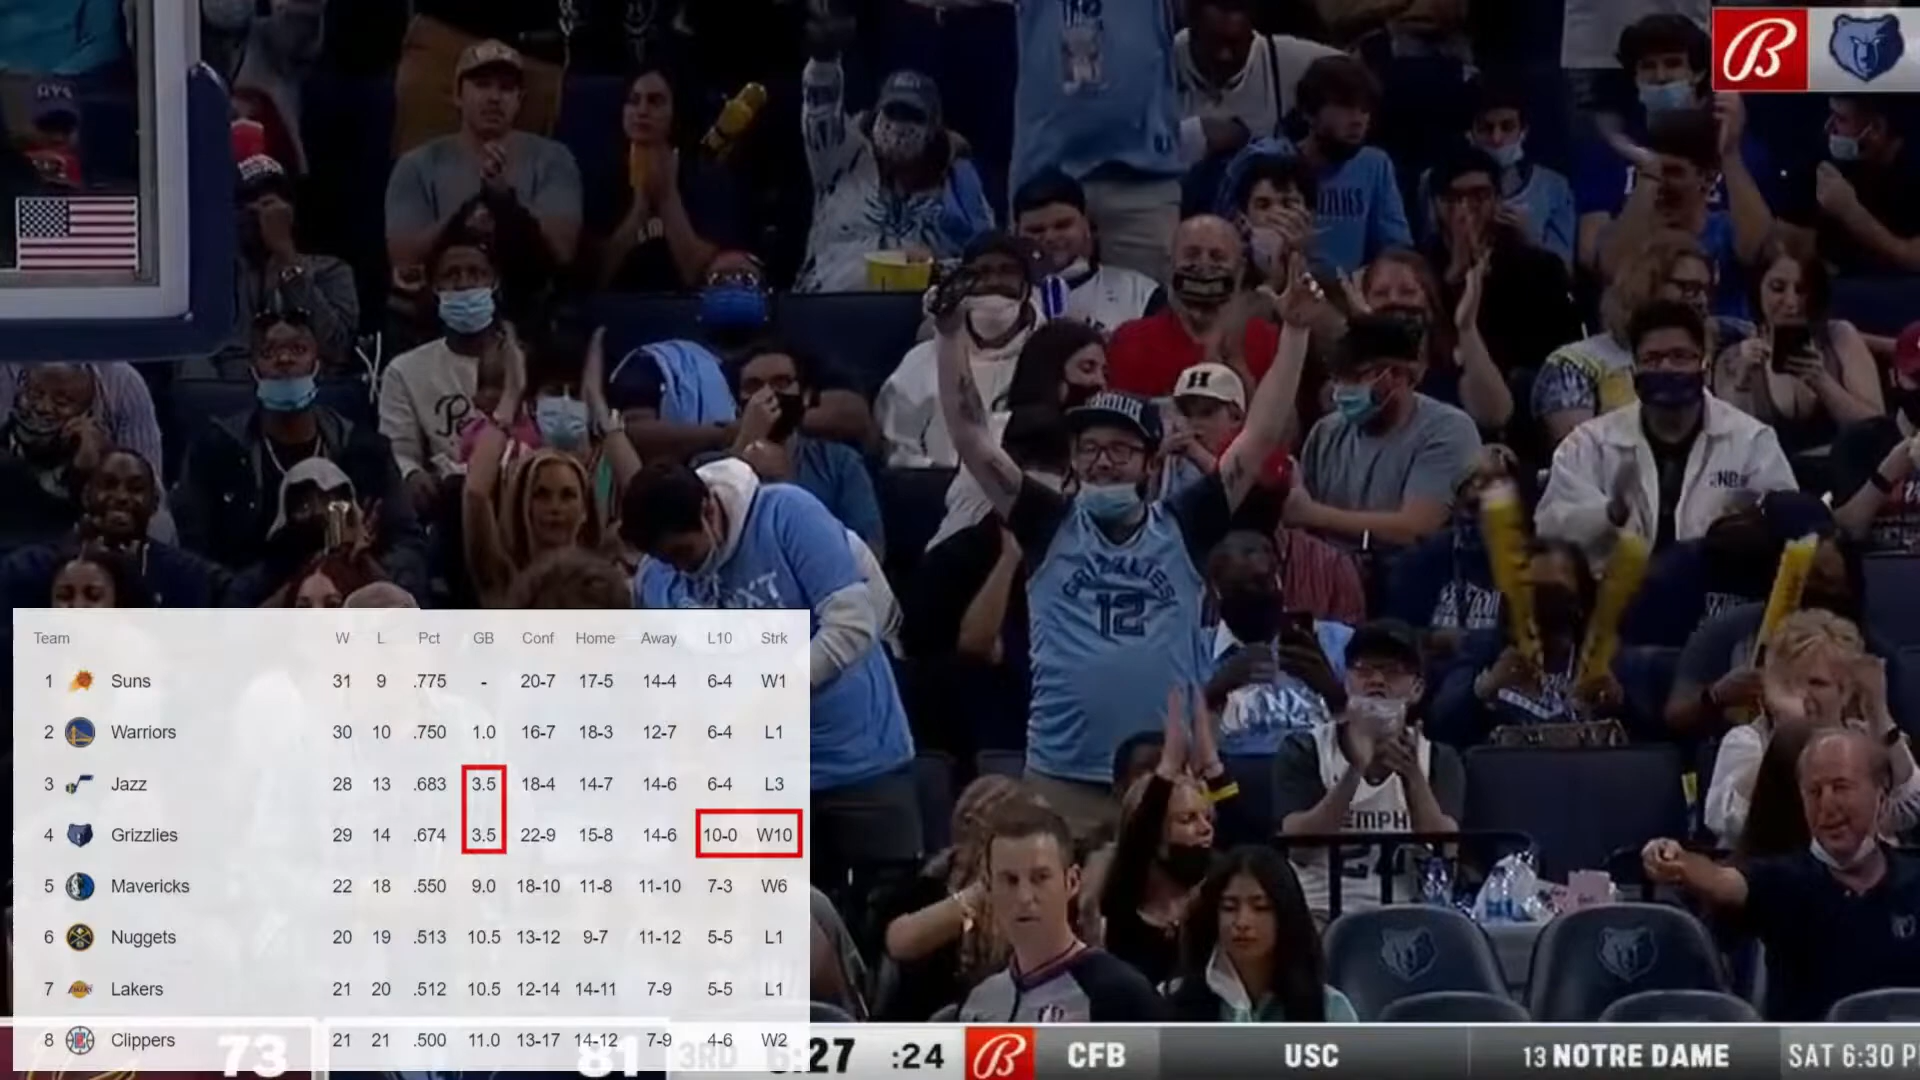 B
GRIZZLIES
12
H
Team W L Pct GB Conf Home Away L10 Strk
1 Suns 31 9 .775 - 20-7 17-5 14-4 6-4 W1
2 Warriors 30 10 .750 1.0 16-7 18-3 12-7 6-4 L1
3 Jazz 28 13 .683 3.5 18-4 14-7 14-6 6-4 L3
4 Grizzlies 29 14 .674 3.5 22-9 15-8 14-6 10-0 W10
5 Mavericks 22 18 .550 9.0 18-10 11-8 11-10 7-3 W6
6 Nuggets 20 19 .513 10.5 13-12 9-7 11-12 5-5 L1
7 Lakers 21 20 .512 10.5 12-14 14-11 7-9 5-5 L1
8 Clippers 21 21 .500 11.0 13-17 14-12 7-9 4-6 W2
73 81 3RD 6:27 :24 B CFB USC 13 NOTRE DAME SAT 6:30 P